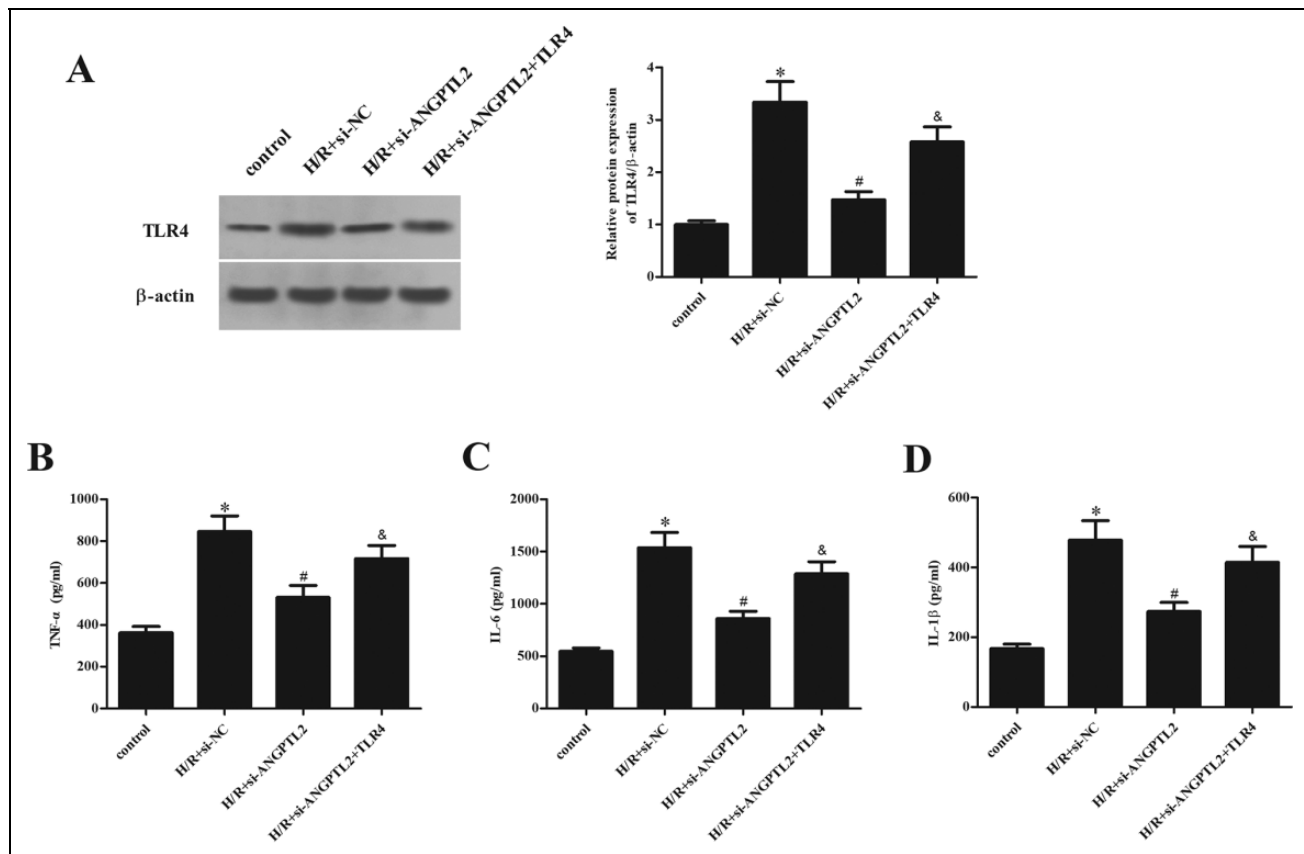 A
control
H/R+si-NC
H/R+si-ANGPTL2
H/R+si-ANGPTL2+TLR4
TLR4
β-actin
Relative protein expression
of TLR4/β-actin
4
3
2
1
0
*
#
&
control
H/R+si-NC
H/R+si-ANGPTL2
H/R+si-ANGPTL2+TLR4
B
TNF-α (pg/ml)
1000
800
600
400
200
0
*
#
&
control
H/R+si-NC
H/R+si-ANGPTL2
H/R+si-ANGPTL2+TLR4
C
IL-6 (pg/ml)
2000
1500
1000
500
0
*
#
&
control
H/R+si-NC
H/R+si-ANGPTL2
H/R+si-ANGPTL2+TLR4
D
IL-1β (pg/ml)
600
400
200
0
*
#
&
control
H/R+si-NC
H/R+si-ANGPTL2
H/R+si-ANGPTL2+TLR4